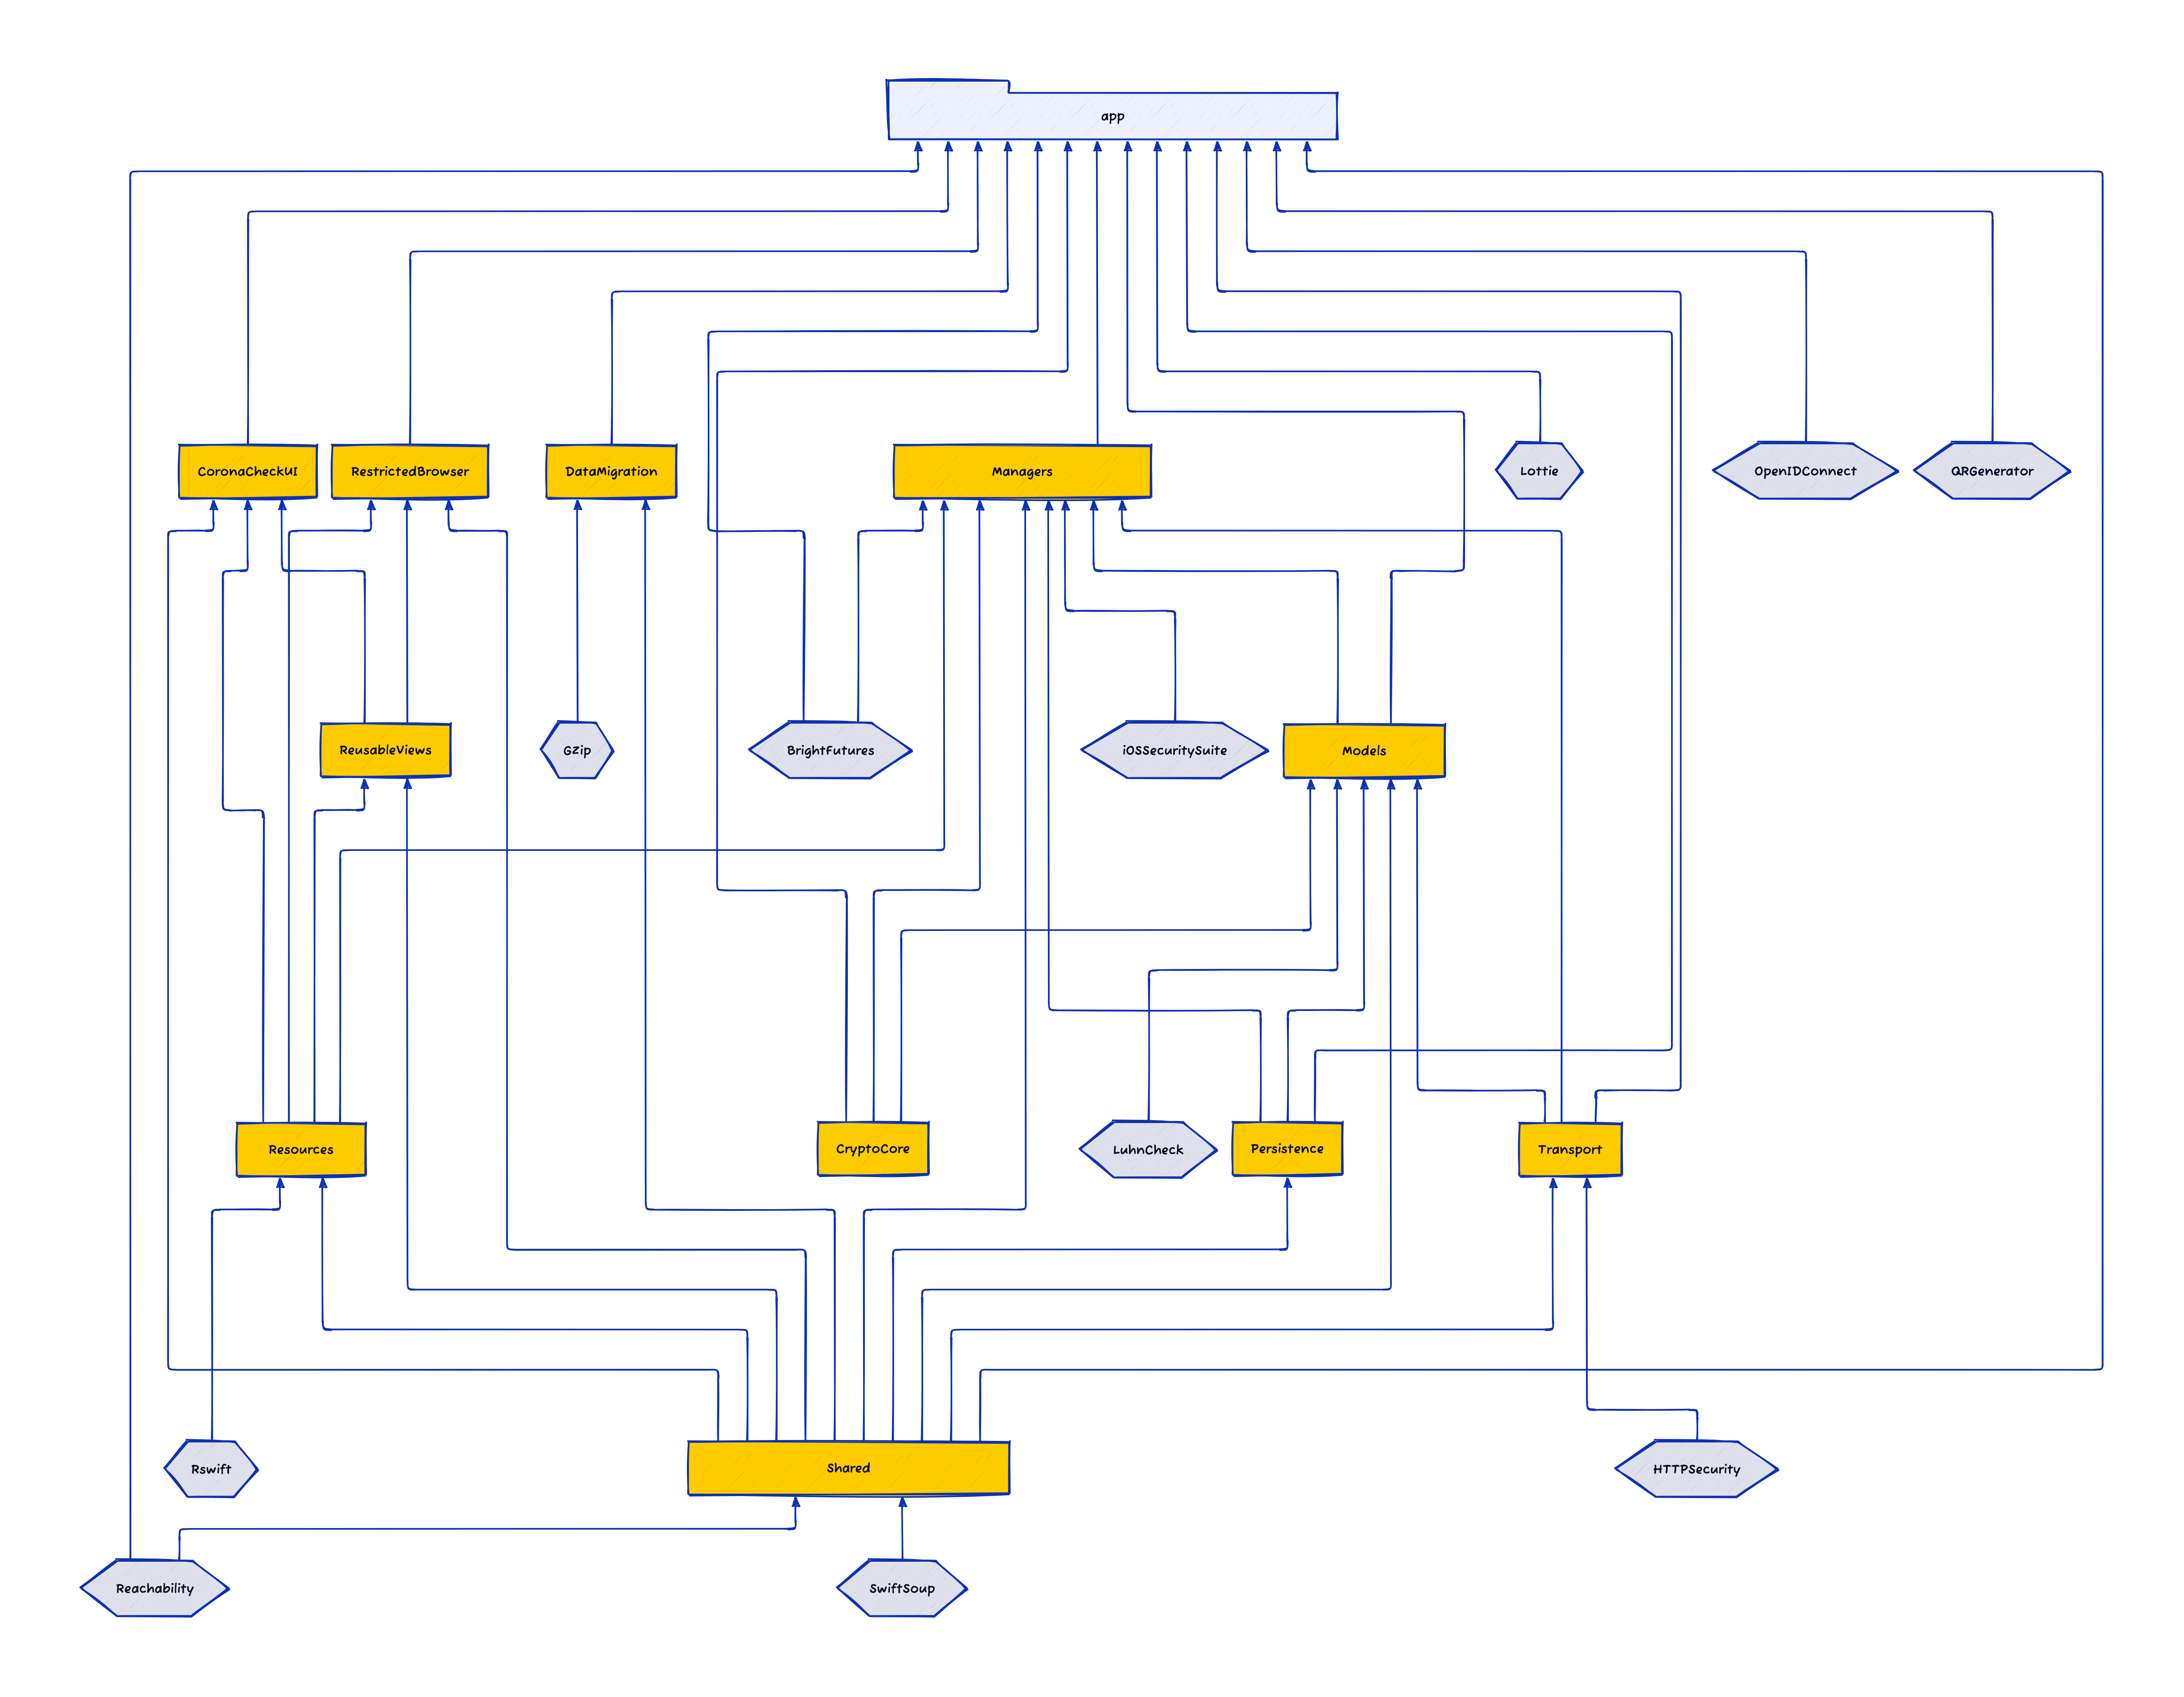 app
CoronaCheckUI
RestrictedBrowser
DataMigration
Managers
Lottie
OpenIDConnect
QRGenerator
ReusableViews
Gzip
BrightFutures
iOSSecuritySuite
Models
Resources
CryptoCore
LuhnCheck
Persistence
Transport
Rswift
Shared
HTTPSecurity
Reachability
SwiftSoup